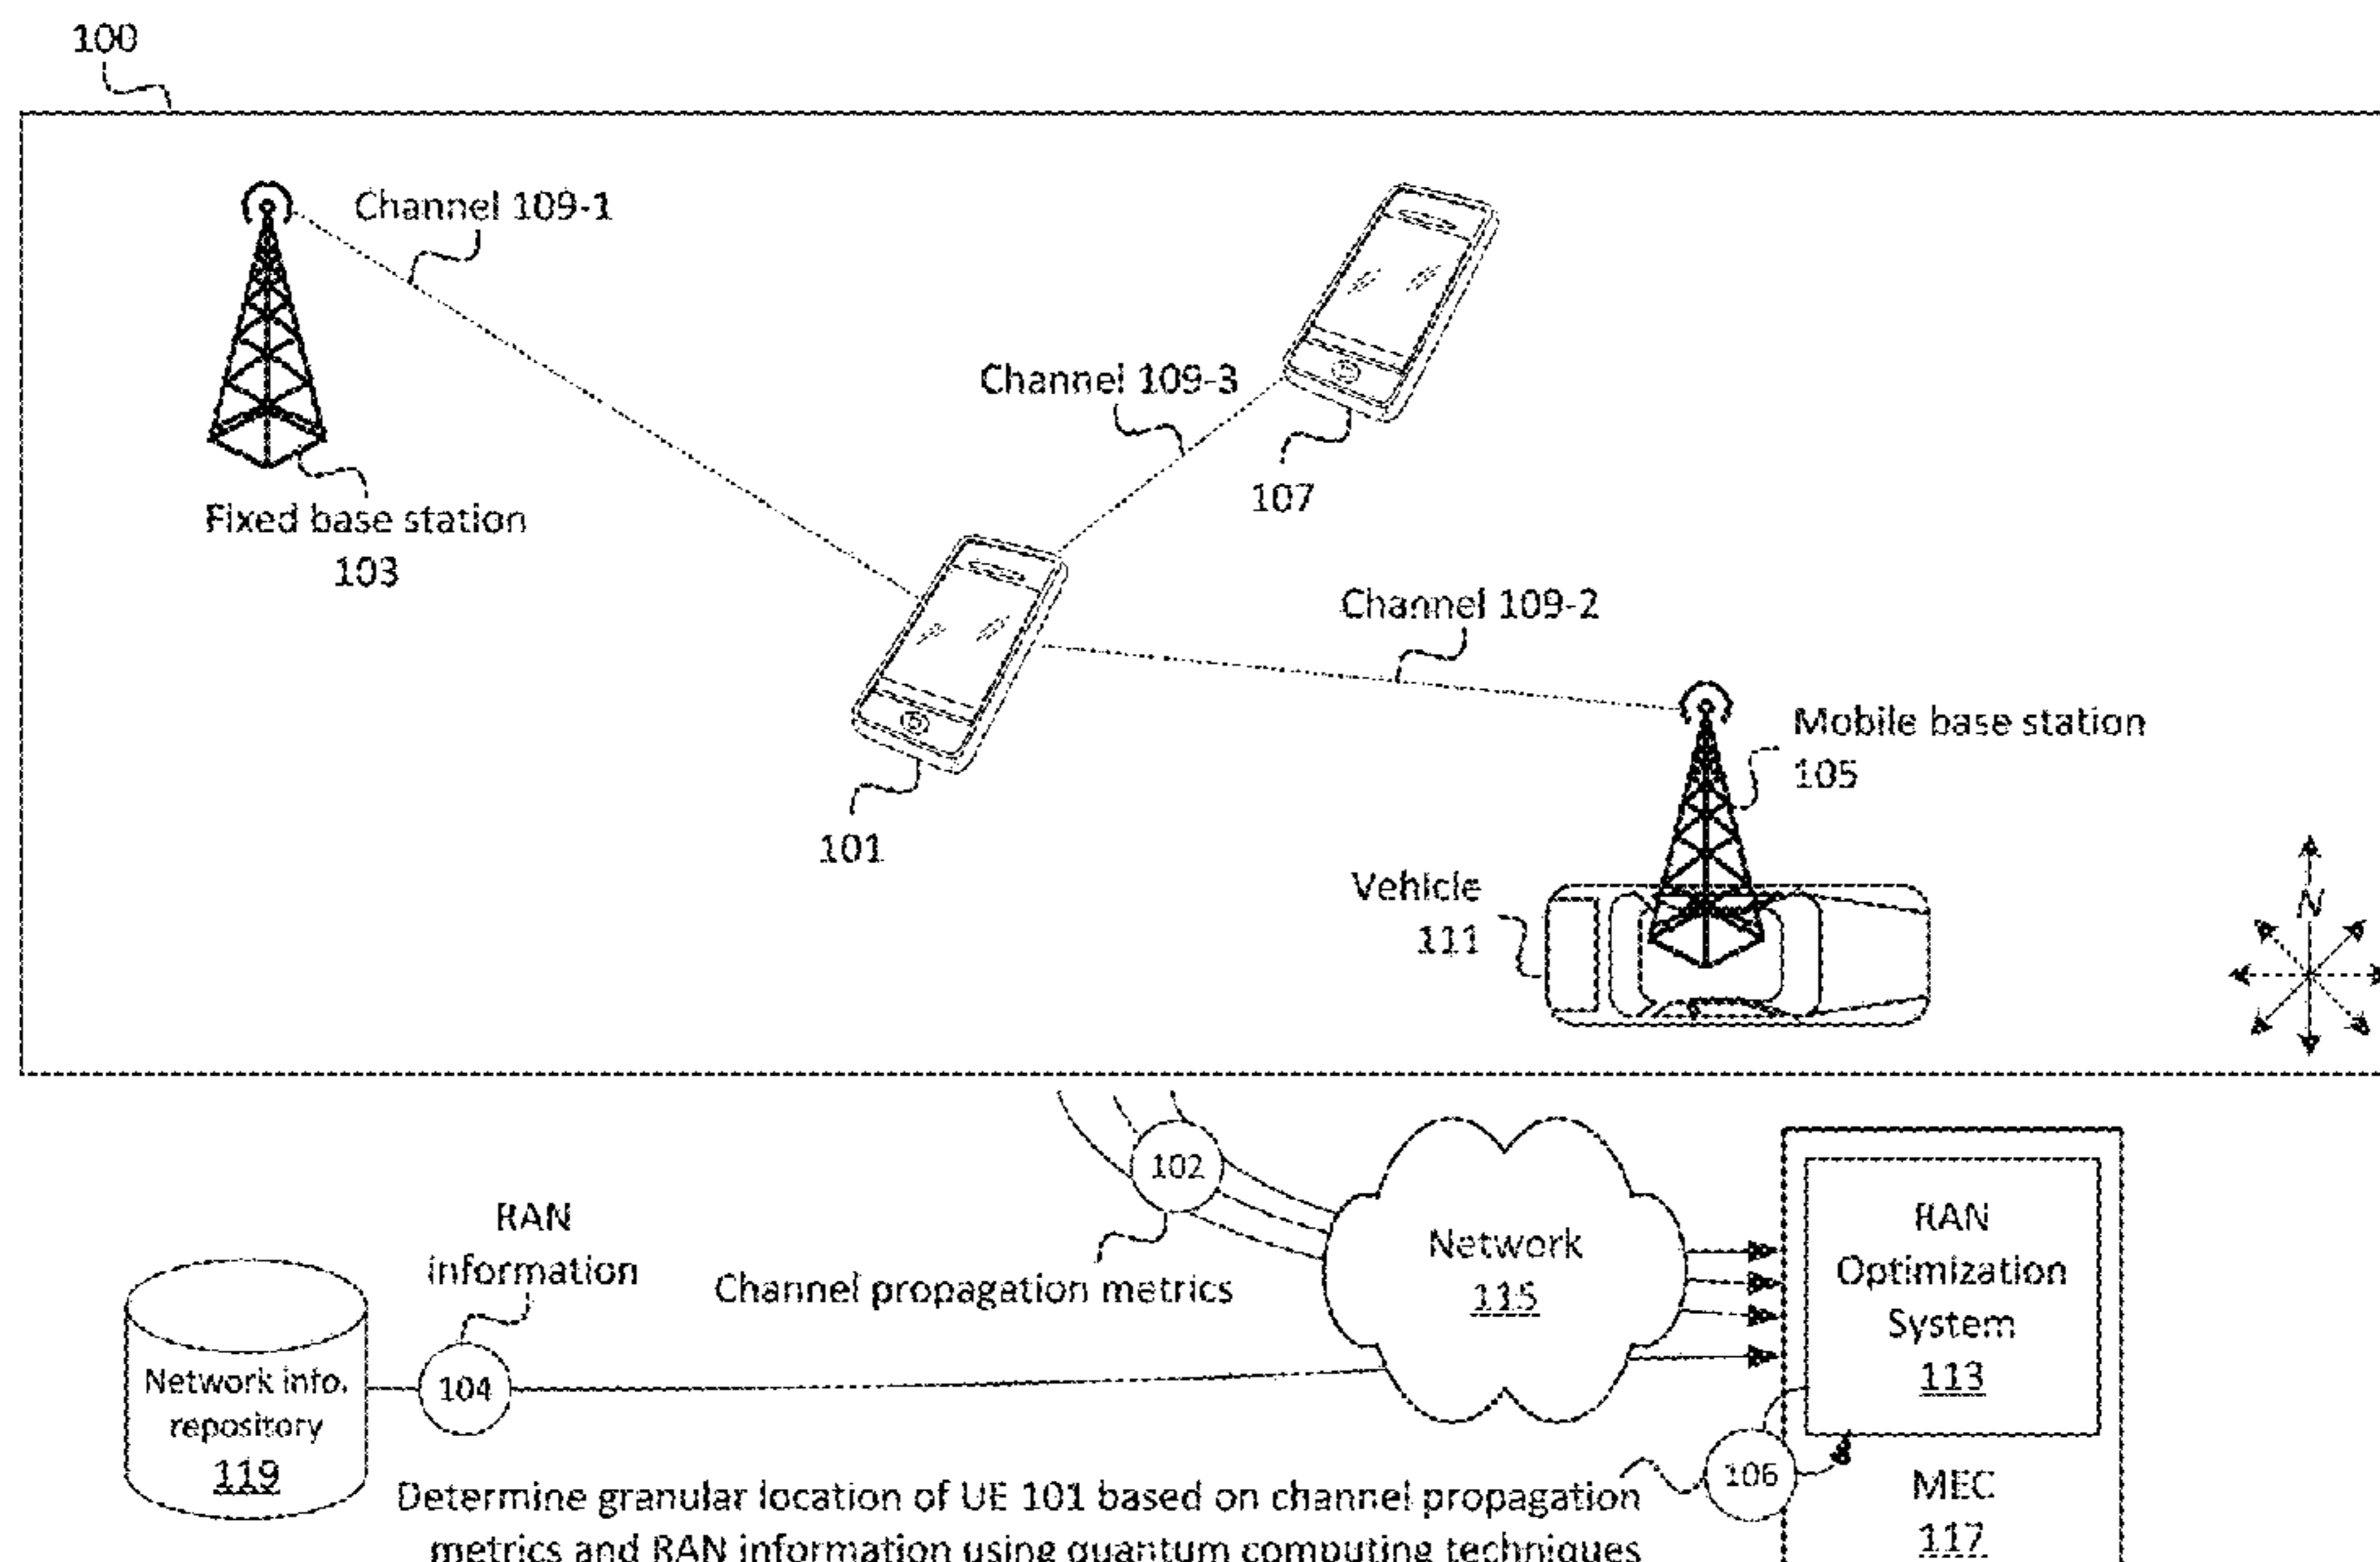 100
Channel 109-1
Channel 109-3
107
Fixed base station
103
Channel 109-2
Mobile base station
105
101
Vehicle
111
N
102
RAN
information
Channel propagation metrics
Network
115
RAN
Optimization
System
113
Network info.
repository
119
104
106
Determine granular location of UE 101 based on channel propagation
metrics and RAN information using quantum computing techniques
MEC
117